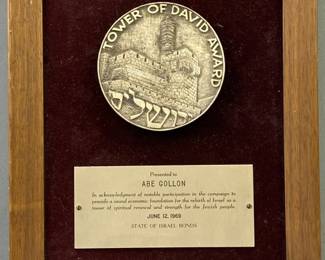 TOWER OF DAVID AWARD
ירושלים
Presented to
ABE GOLLON
In acknowledgment of notable participation in the campaign to
provide a sound economic foundation for the rebirth of Israel as a
tower of spiritual renewal and strength for the Jewish people.
JUNE 12, 1969
STATE OF ISRAEL BONDS